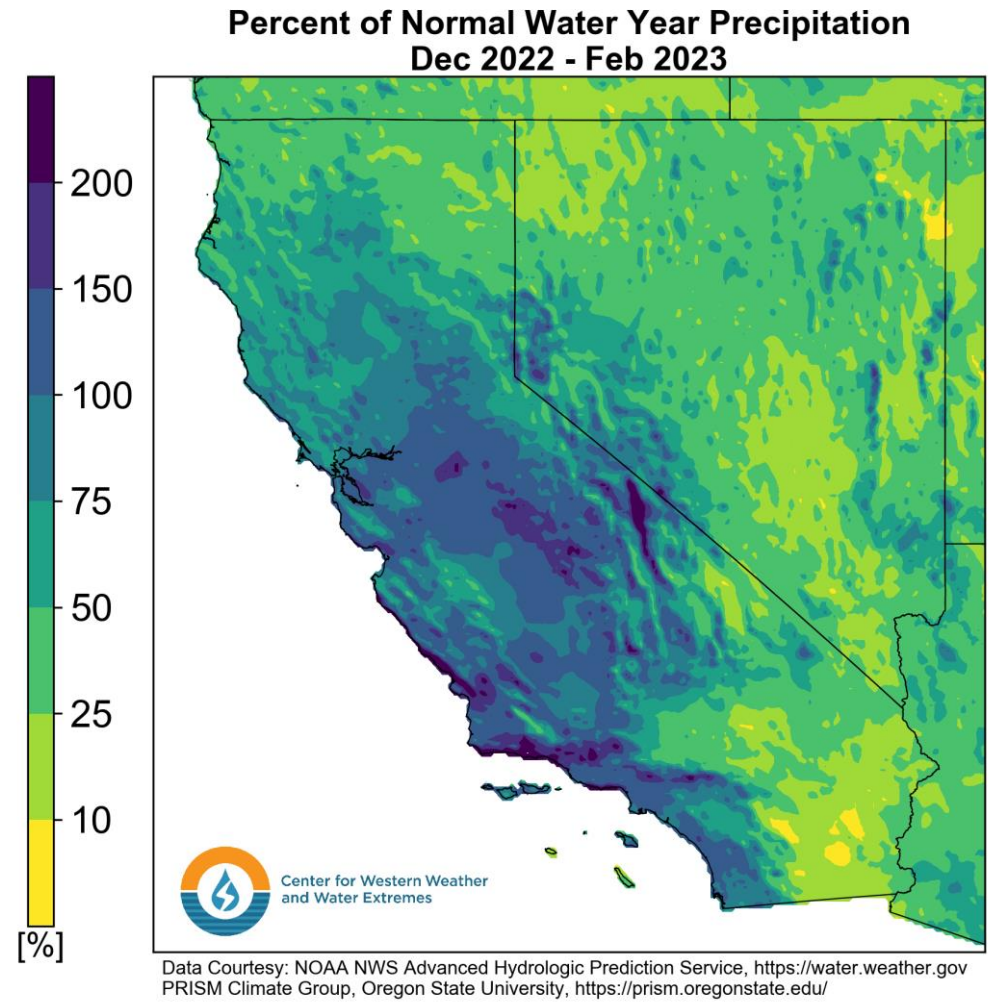 Percent of Normal Water Year Precipitation
Dec 2022 - Feb 2023
200
150
100
75
50
25
10
[%]
Center for Western Weather
and Water Extremes
Data Courtesy: NOAA NWS Advanced Hydrologic Prediction Service, https://water.weather.gov
PRISM Climate Group, Oregon State University, https://prism.oregonstate.edu/